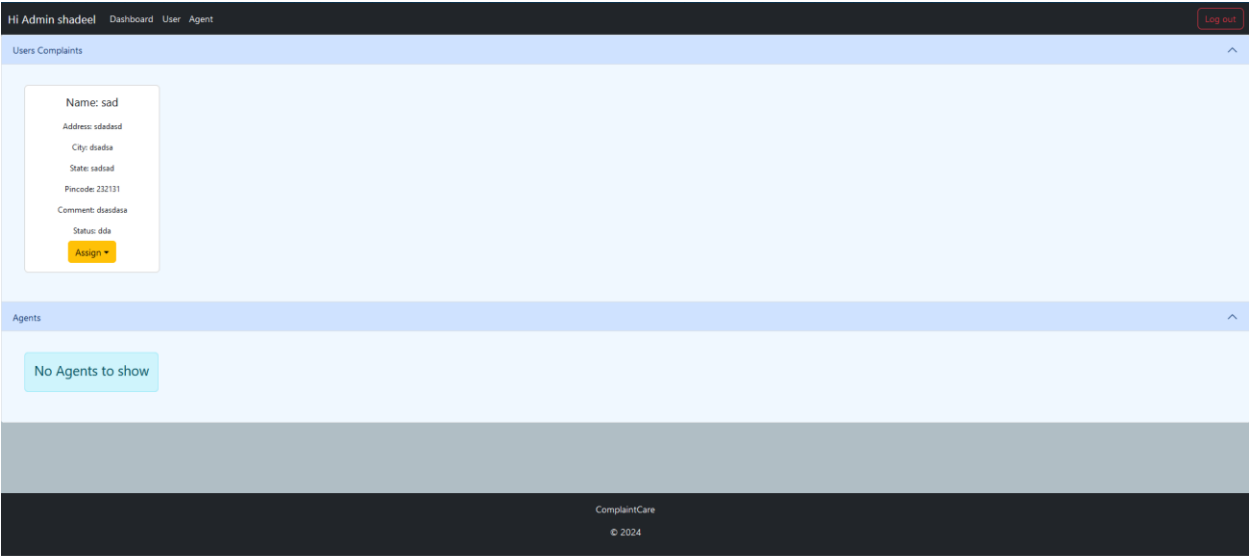 Hi Admin shadeel Dashboard User Agent Log out
Users Complaints
Name: sad
Address: sdadasd
City: dsadsa
State: sadsad
Pincode: 232131
Comment: dsasdasa
Status: dda
Assign
Agents
No Agents to show
ComplaintCare
© 2024